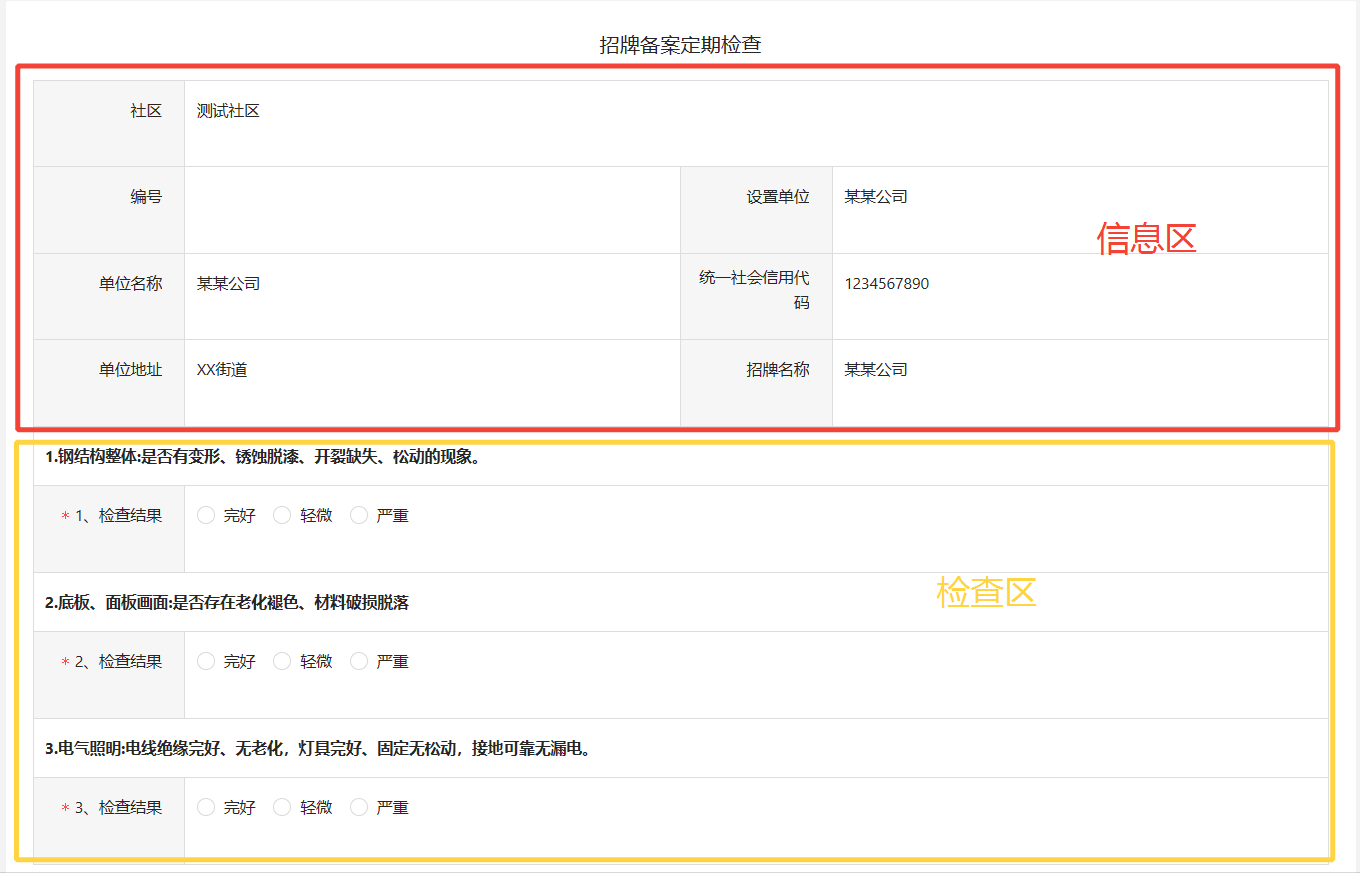 招牌备案定期检查
社区 测试社区
编号 设置单位 某某公司
信息区
单位名称 某某公司 统一社会信用代
码 1234567890
单位地址 XX街道 招牌名称 某某公司
1.钢结构整体:是否有变形、锈蚀脱漆、开裂缺失、松动的现象。
* 1、检查结果 完好 轻微 严重
检查区
2.底板、面板画面:是否存在老化褪色、材料破损脱落
* 2、检查结果 完好 轻微 严重
3.电气照明:电线绝缘完好、无老化，灯具完好、固定无松动，接地可靠无漏电。
* 3、检查结果 完好 轻微 严重